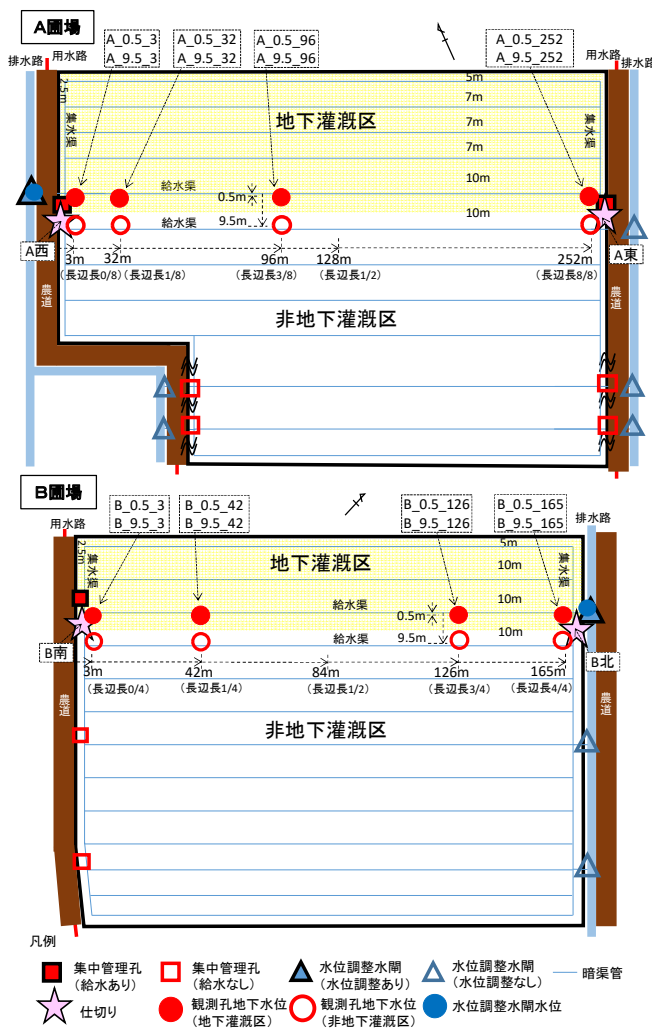 A圃場
排水路
用水路
A_0.5_3
A_9.5_3
A_0.5_32
A_9.5_32
A_0.5_96
A_9.5_96
A_0.5_252
A_9.5_252
用水路
排水路
2.5m
集水渠
5m
7m
地下灌漑区
7m
7m
集水渠
10m
給水渠
0.5m
10m
給水渠
9.5m
A西
A東
3m
32m
96m
128m
252m
(長辺長0/8)
(長辺長1/8)
(長辺長3/8)
(長辺長1/2)
(長辺長8/8)
農道
農道
非地下灌漑区
B圃場
用水路
B_0.5_3
B_9.5_3
B_0.5_42
B_9.5_42
B_0.5_126
B_9.5_126
B_0.5_165
B_9.5_165
排水路
2.5m
集水渠
5m
地下灌漑区
10m
集水渠
10m
給水渠
0.5m
給水渠
9.5m
10m
B南
B北
3m
42m
84m
126m
165m
(長辺長0/4)
(長辺長1/4)
(長辺長1/2)
(長辺長3/4)
(長辺長4/4)
農道
農道
非地下灌漑区
凡例
集中管理孔
(給水あり)
集中管理孔
(給水なし)
水位調整水閘
(水位調整あり)
水位調整水閘
(水位調整なし)
暗渠管
仕切り
観測孔地下水位
(地下灌漑区)
観測孔地下水位
(非地下灌漑区)
水位調整水閘水位